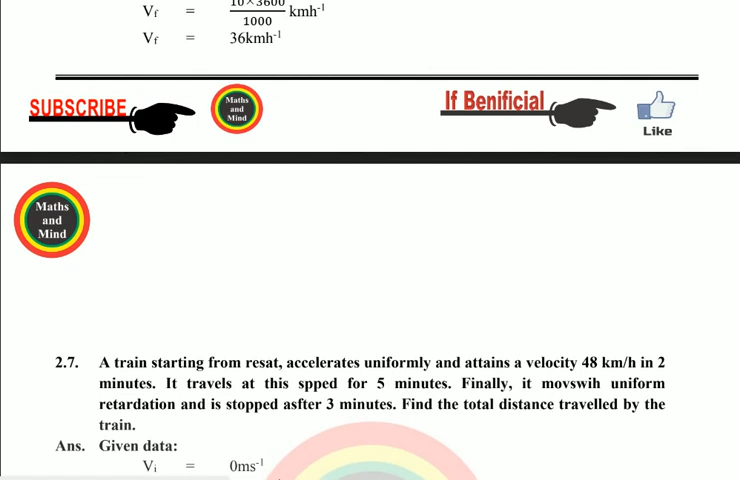 Vf = 10×3600/1000 kmh⁻¹
Vf = 36kmh⁻¹
SUBSCRIBE
Maths
and
Mind
If Benificial
Like
Maths
and
Mind
2.7. A train starting from resat, accelerates uniformly and attains a velocity 48 km/h in 2
minutes. It travels at this spped for 5 minutes. Finally, it movswih uniform
retardation and is stopped asfter 3 minutes. Find the total distance travelled by the
train.
Ans. Given data:
Vi = 0ms⁻¹